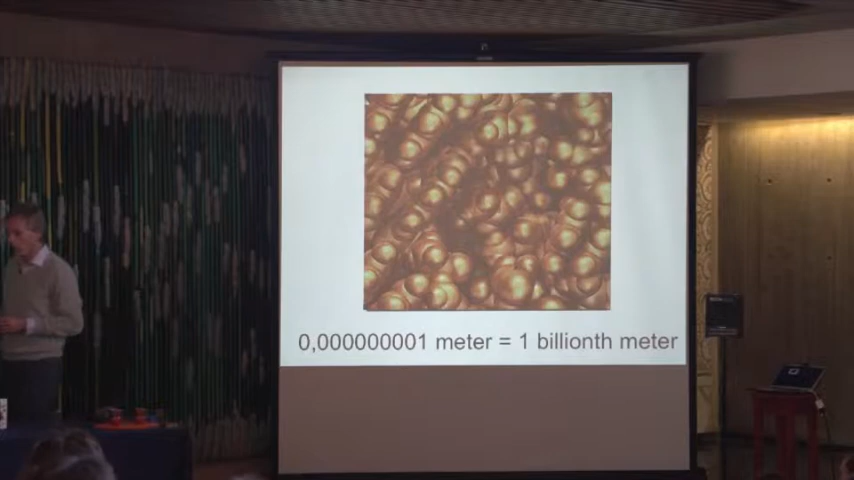 0,000000001 meter = 1 billionth meter